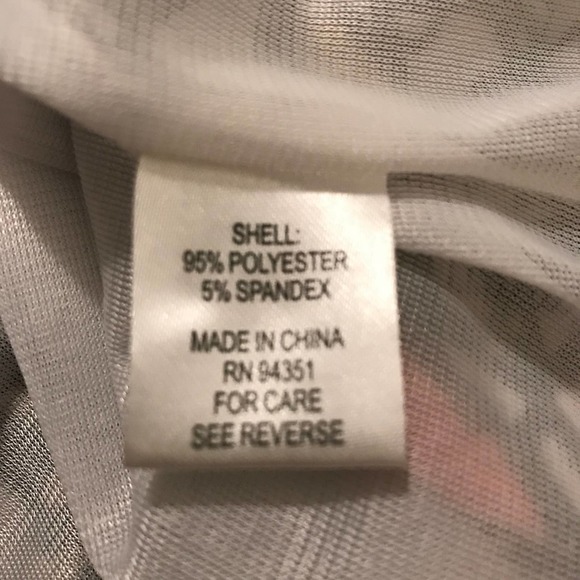 SHELL:
95% POLYESTER
5% SPANDEX
MADE IN CHINA
RN 94351
FOR CARE
SEE REVERSE